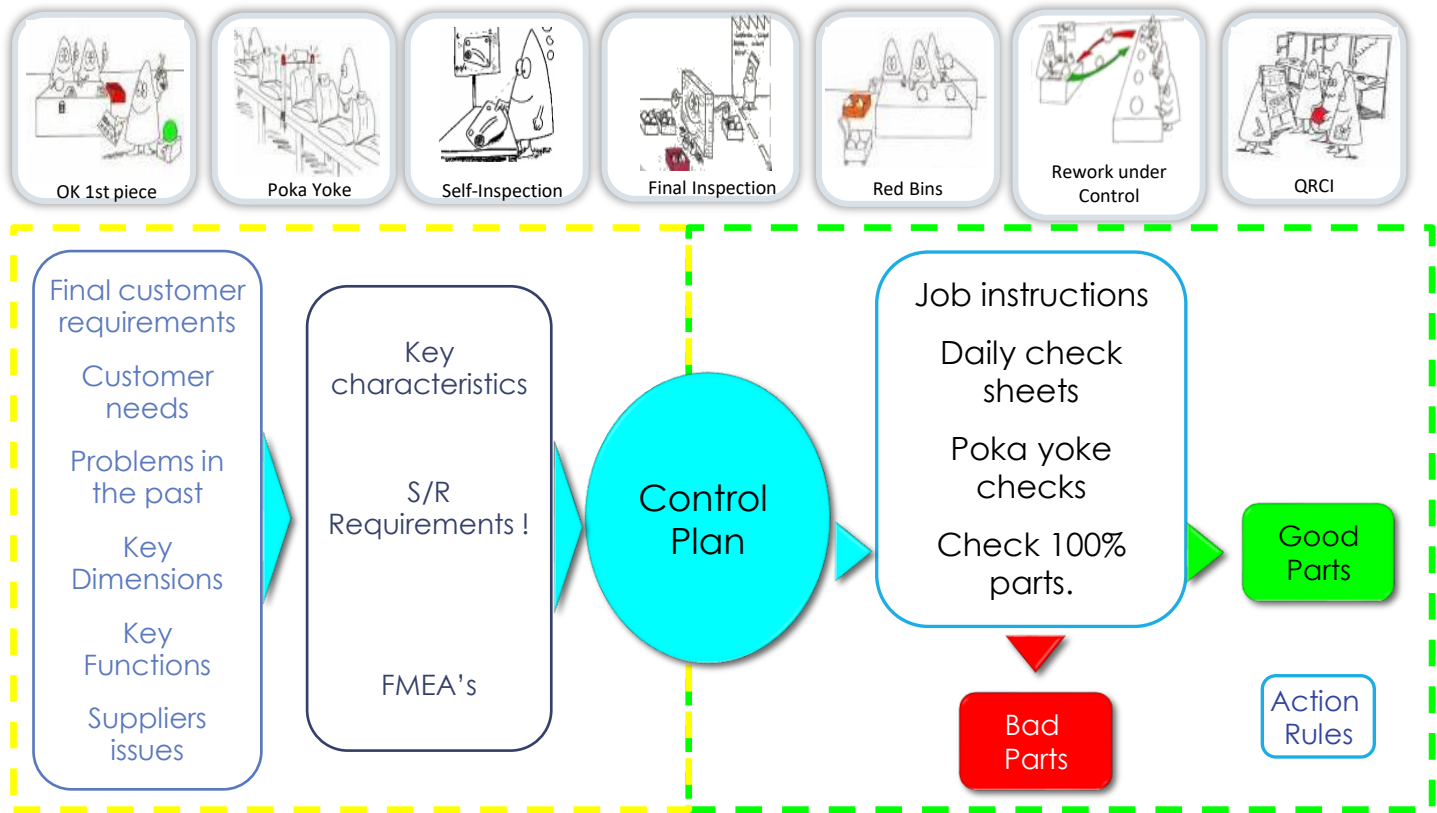 OK 1st piece
Poka Yoke
Self-Inspection
Final Inspection
Red Bins
Rework under
Control
QRCI
Final customer
requirements
Customer
needs
Problems in
the past
Key
Dimensions
Key
Functions
Suppliers
issues
Key
characteristics
S/R
Requirements !
FMEA’s
Control
Plan
Job instructions
Daily check
sheets
Poka yoke
checks
Check 100%
parts.
Good
Parts
Bad
Parts
Action
Rules